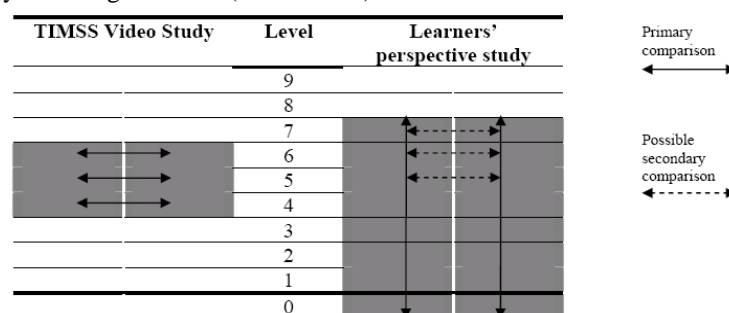 TIMSS Video Study Level Learners’
perspective study
9
8
7
6
5
4
3
2
1
0
Primary
comparison
Possible
secondary
comparison